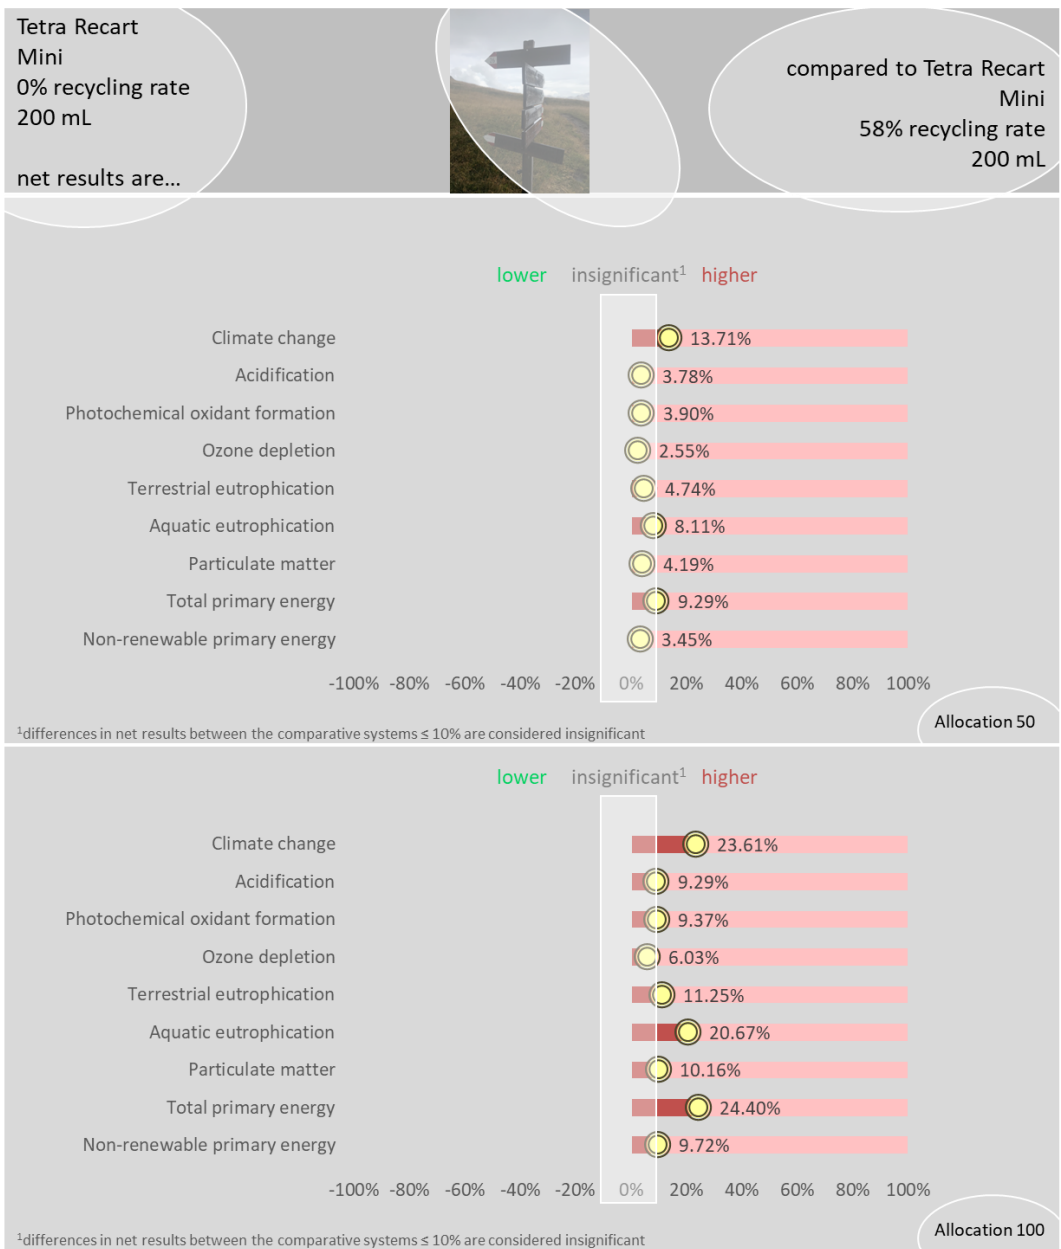 Tetra Recart
Mini
0% recycling rate
200 mL
net results are...
compared to Tetra Recart
Mini
58% recycling rate
200 mL
lower insignificant¹ higher
Climate change 13.71%
Acidification 3.78%
Photochemical oxidant formation 3.90%
Ozone depletion 2.55%
Terrestrial eutrophication 4.74%
Aquatic eutrophication 8.11%
Particulate matter 4.19%
Total primary energy 9.29%
Non-renewable primary energy 3.45%
-100% -80% -60% -40% -20% 0% 20% 40% 60% 80% 100%
Allocation 50
¹differences in net results between the comparative systems ≤ 10% are considered insignificant
lower insignificant¹ higher
Climate change 23.61%
Acidification 9.29%
Photochemical oxidant formation 9.37%
Ozone depletion 6.03%
Terrestrial eutrophication 11.25%
Aquatic eutrophication 20.67%
Particulate matter 10.16%
Total primary energy 24.40%
Non-renewable primary energy 9.72%
-100% -80% -60% -40% -20% 0% 20% 40% 60% 80% 100%
Allocation 100
¹differences in net results between the comparative systems ≤ 10% are considered insignificant